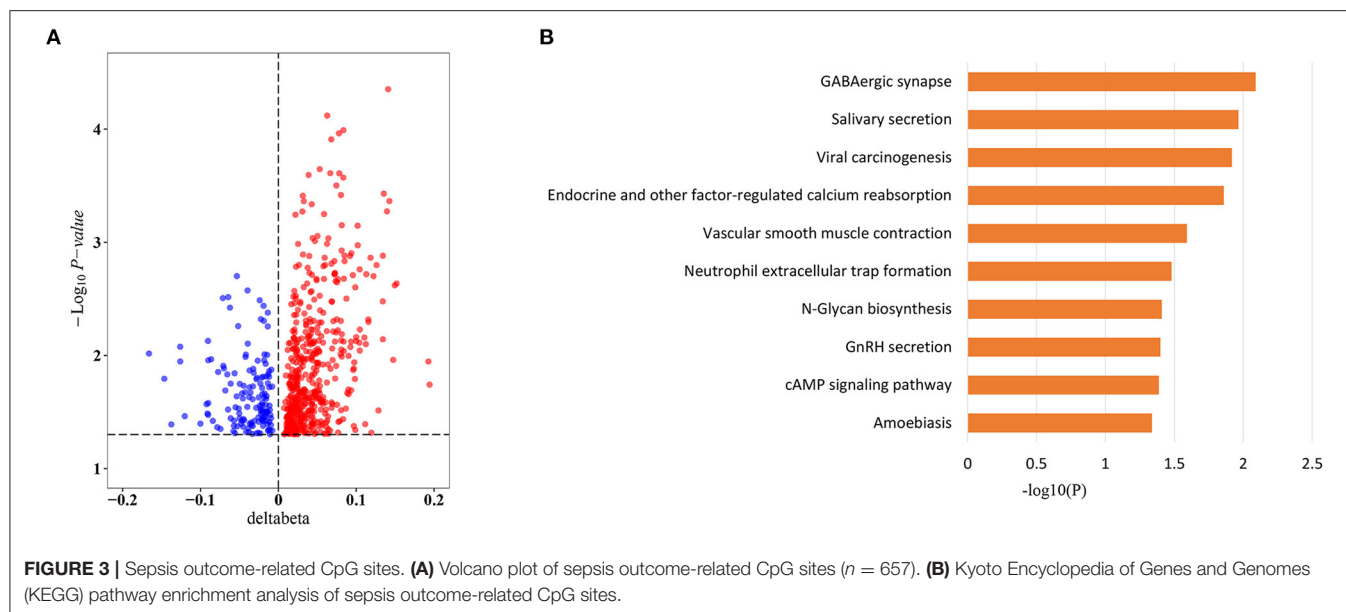 A
−Log₁₀ P−value
4
3
2
1
−0.2
−0.1
0
0.1
0.2
deltabeta
B
GABAergic synapse
Salivary secretion
Viral carcinogenesis
Endocrine and other factor-regulated calcium reabsorption
Vascular smooth muscle contraction
Neutrophil extracellular trap formation
N-Glycan biosynthesis
GnRH secretion
cAMP signaling pathway
Amoebiasis
0
0.5
1
1.5
2
2.5
-log10(P)
FIGURE 3 | Sepsis outcome-related CpG sites. (A) Volcano plot of sepsis outcome-related CpG sites (n = 657). (B) Kyoto Encyclopedia of Genes and Genomes
(KEGG) pathway enrichment analysis of sepsis outcome-related CpG sites.